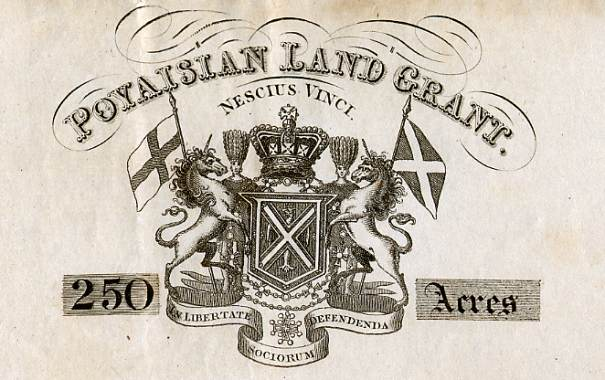 POYAISIAN LAND GRANT.
NESCIUS VINCI.
250 Acres
IN LIBERTATE DEFENDENDA
SOCIORUM